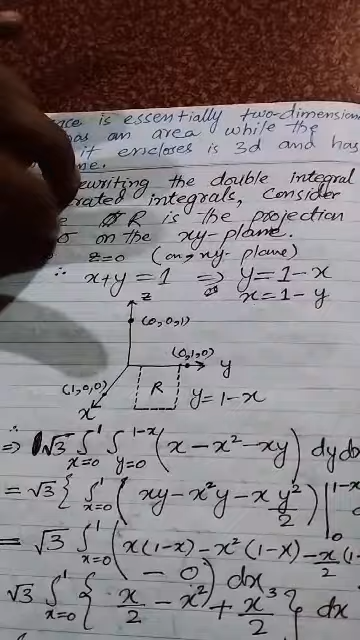 is essentially two-dimension
has an area while the
it encloses is 3d and has
rewriting the double integral
integrals, consider
R is the projection
σ on the xy-plane.
z=0 (on xy-plane)
∴ x+y=1 ⇒ y=1-x
x=1-y
z
(0,0,1)
(0,1,0)
y
(1,0,0)
R
y=1-x
x
∴
⇒ √3 ∫_{x=0}^{1} ∫_{y=0}^{1-x} (x-x²-xy) dydx
= √3 { ∫_{x=0}^{1} ( xy-x²y-x y²/2 ) |_0^{1-x}
= √3 ∫_{x=0}^{1} ( x(1-x)-x²(1-x)-x/2(1-
-0) dx
√3 ∫_{x=0}^{1} { x/2 - x² + x³/2 } dx